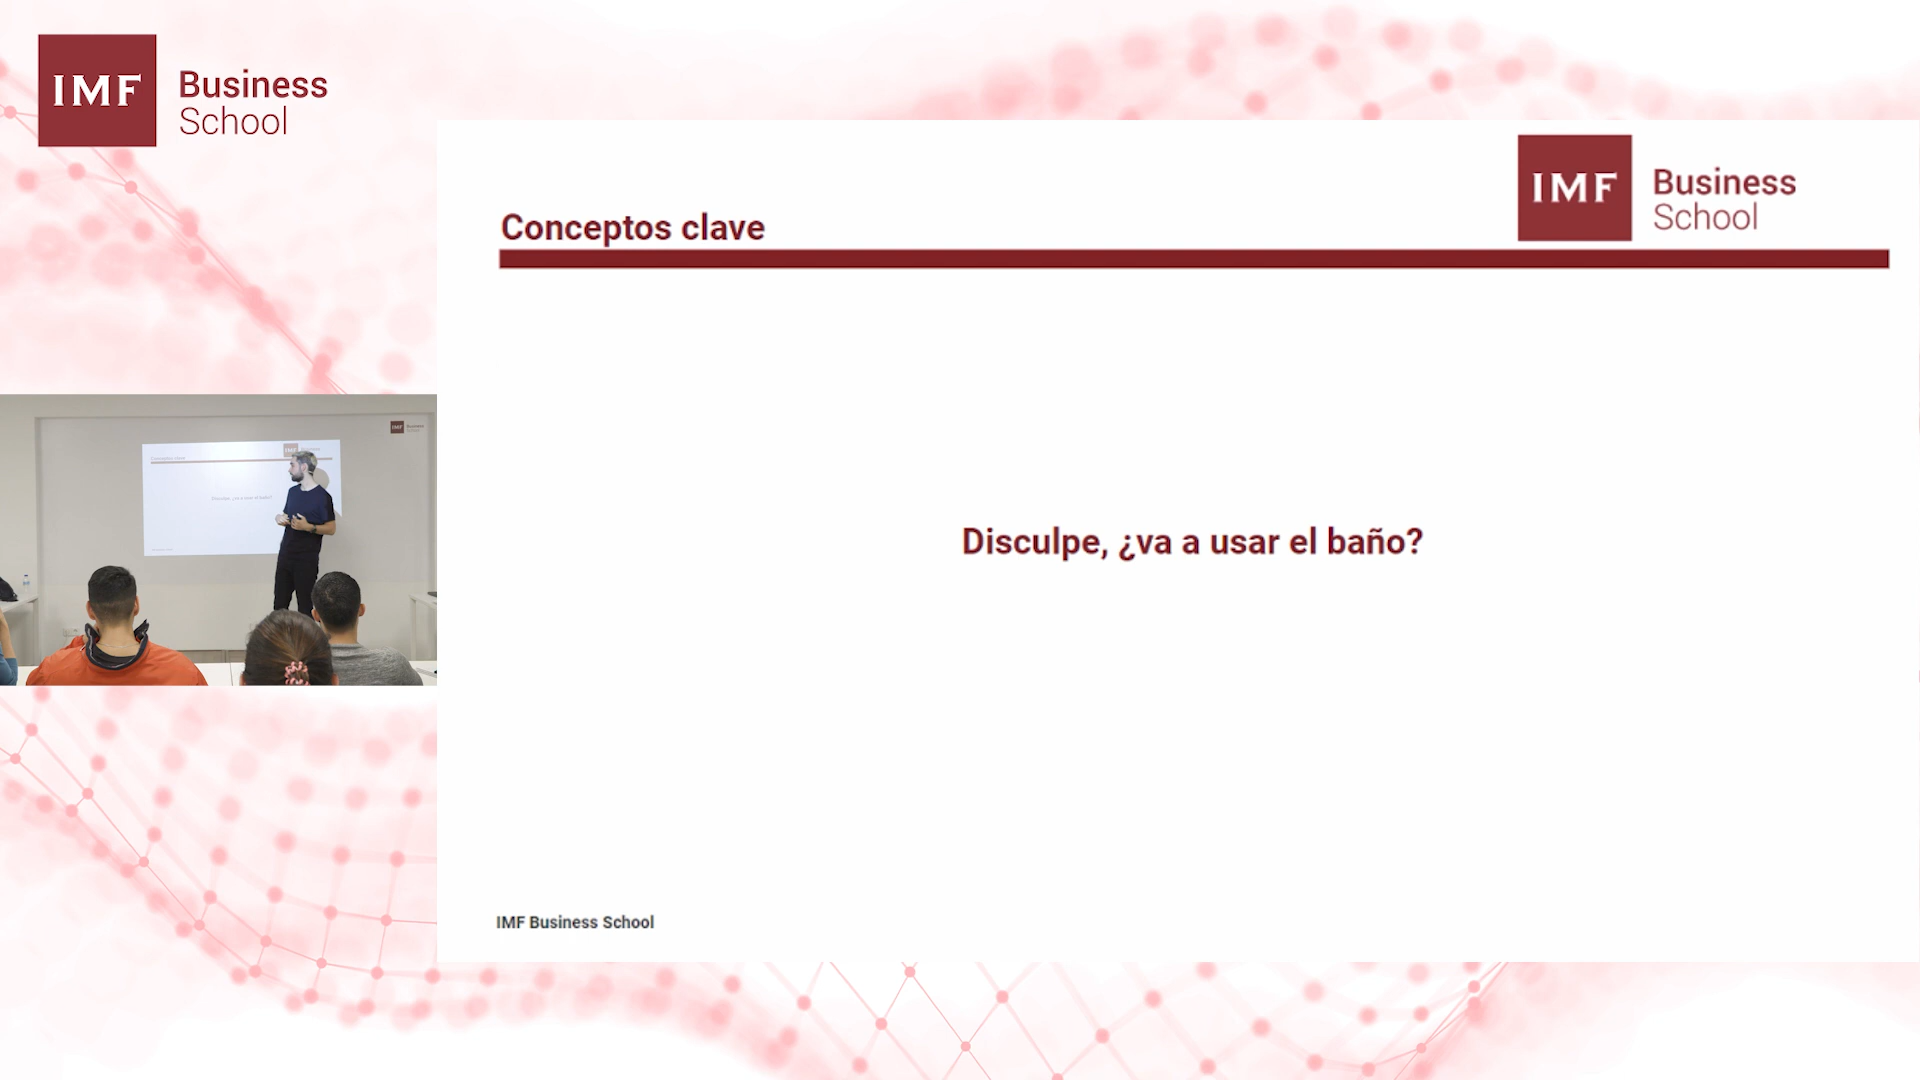 IMF Business
School
IMF Business
School
Conceptos clave
Disculpe, ¿va a usar el baño?
IMF Business School